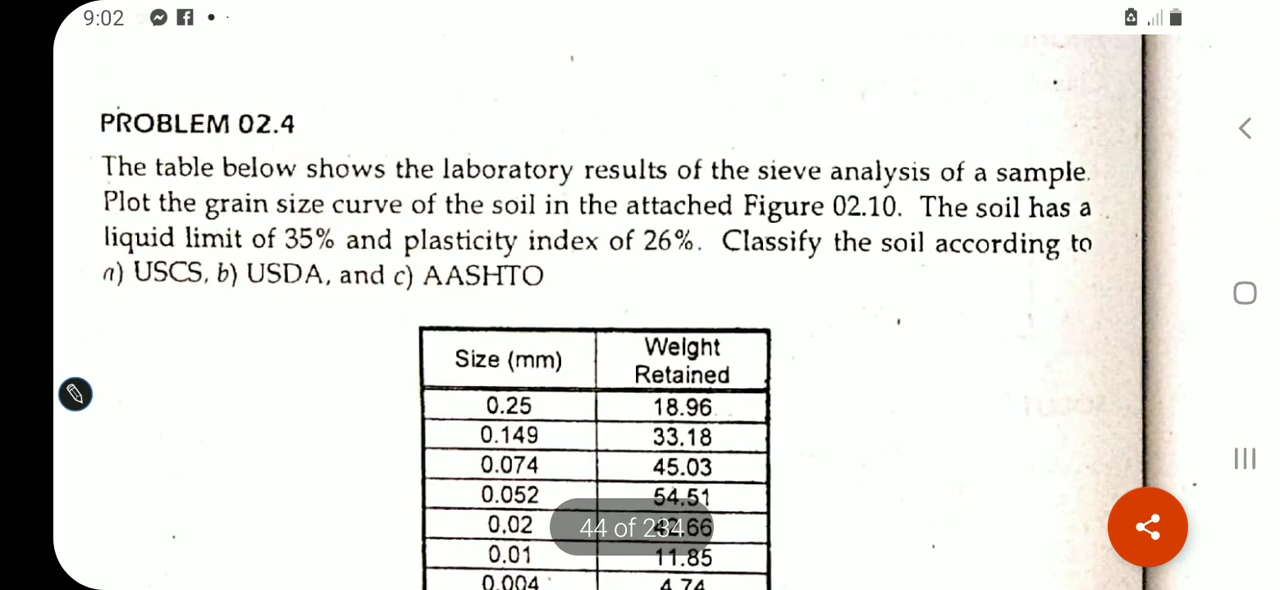 9:02
PROBLEM 02.4
The table below shows the laboratory results of the sieve analysis of a sample.
Plot the grain size curve of the soil in the attached Figure 02.10. The soil has a
liquid limit of 35% and plasticity index of 26%. Classify the soil according to
a) USCS, b) USDA, and c) AASHTO
Size (mm) Weight Retained
0.25 18.96
0.149 33.18
0.074 45.03
0.052 54.51
0.02
44 of 234
0.01 11.85
0.004 4.74